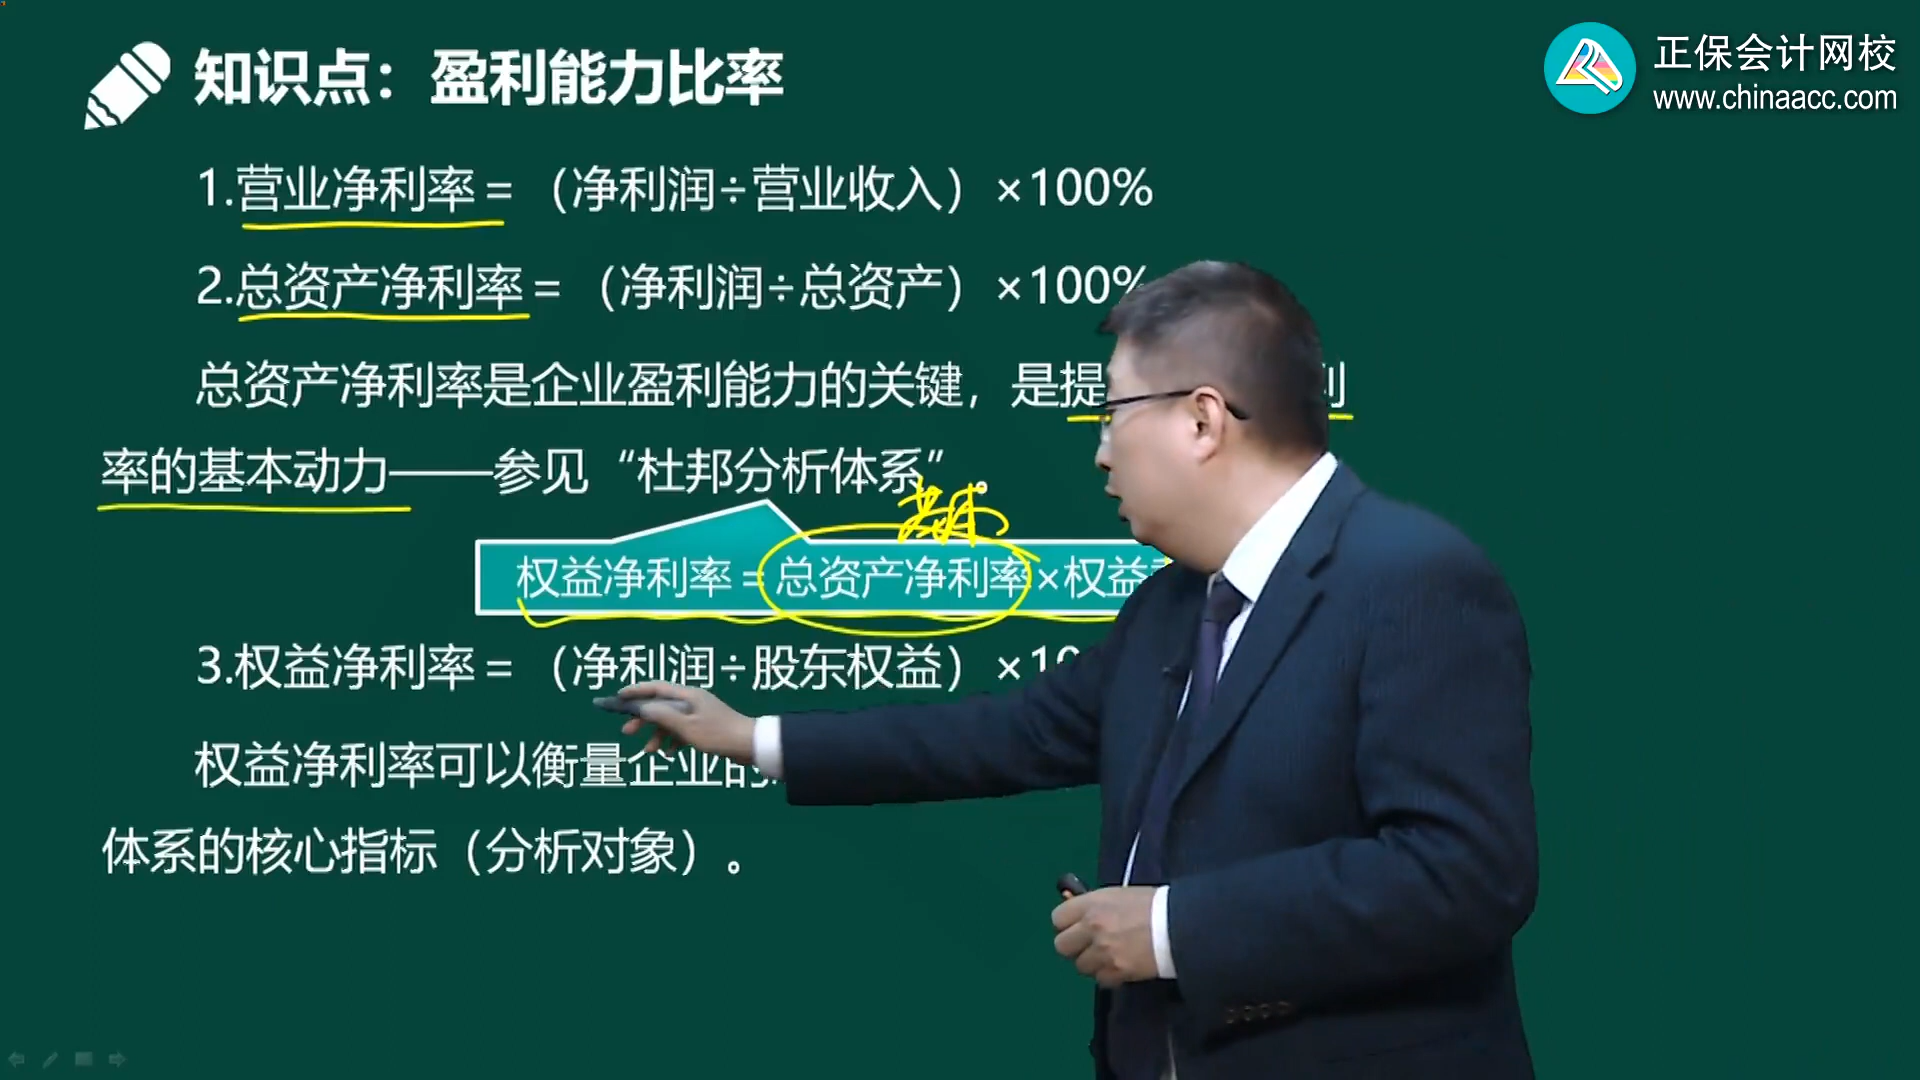 知识点：盈利能力比率
正保会计网校
www.chinaacc.com
1.营业净利率＝（净利润÷营业收入）×100%
2.总资产净利率＝（净利润÷总资产）×100%
总资产净利率是企业盈利能力的关键，是提 利
率的基本动力——参见“杜邦分析体系”。
权益净利率＝总资产净利率×权益
3.权益净利率＝（净利润÷股东权益）×10
权益净利率可以衡量企业的
体系的核心指标（分析对象）。